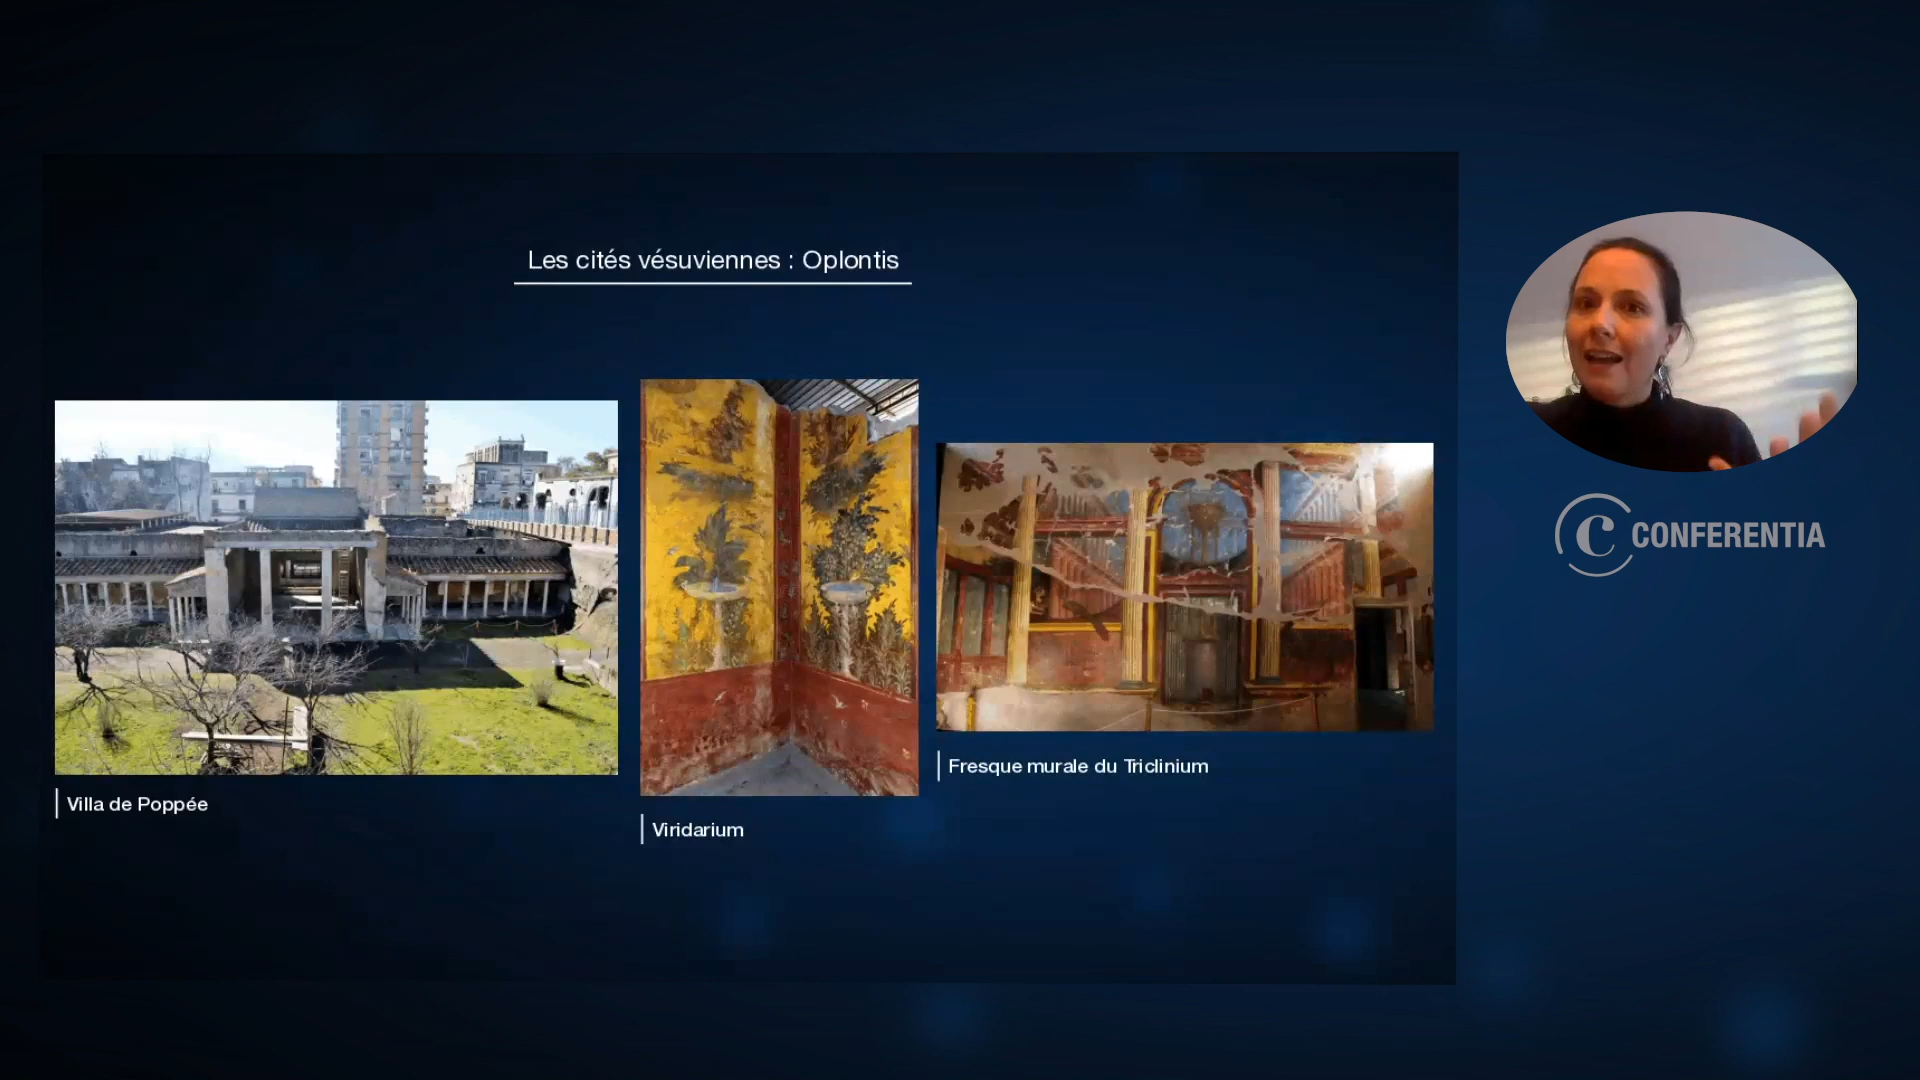 Les cités vésuviennes : Oplontis
Villa de Poppée
Viridarium
Fresque murale du Triclinium
C CONFERENTIA